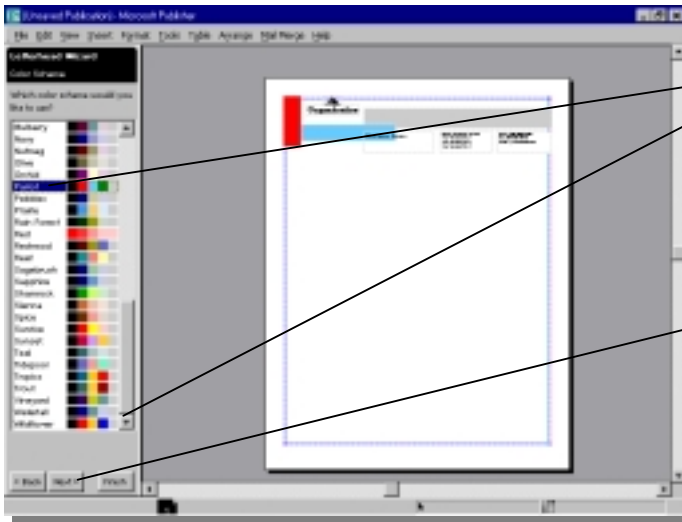 [Unsaved Publication] - Microsoft Publisher
File Edit View Insert Format Tools Table Arrange Mail Merge Help
Letterhead Wizard
Color Scheme
Which color scheme would you
like to use?
Mulberry
Navy
Nutmeg
Olive
Orchid
Parrot
Pebbles
Prairie
Rain Forest
Red
Redwood
Reef
Sagebrush
Sapphire
Shamrock
Sienna
Spice
Sunrise
Sunset
Teal
Tidepool
Tropics
Trout
Vineyard
Waterfall
Wildflower
Organization
< Back Next > Finish